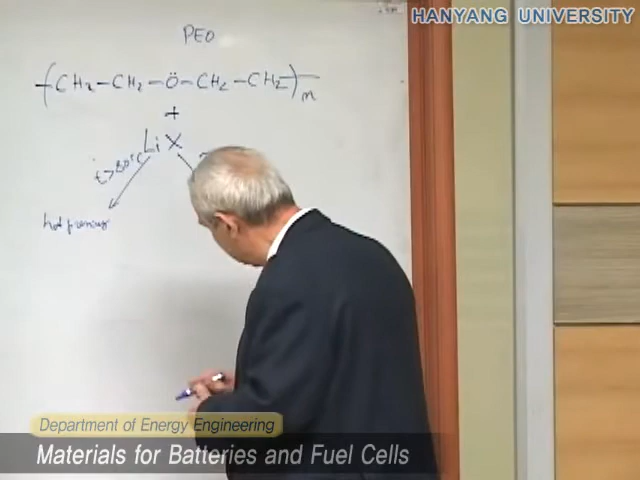 HANYANG UNIVERSITY
PEO
(CH2-CH2-Ö-CH2-CH2)n
+
LiX
t>80°C
hot pressing
Department of Energy Engineering
Materials for Batteries and Fuel Cells